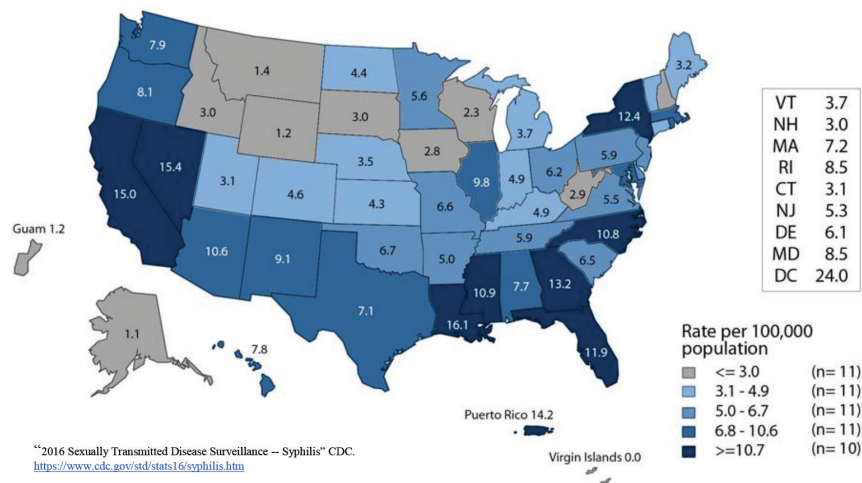 7.9
1.4
4.4
3.2
8.1
3.0
5.6
2.3
12.4
3.0
1.2
3.7
2.8
5.9
15.4
3.5
15.0
3.1
4.6
9.8
4.9
6.2
2.9
5.5
4.3
6.6
4.9
10.8
5.9
10.6
9.1
6.7
5.0
6.5
7.1
10.9
7.7
13.2
16.1
11.9
Guam 1.2
1.1
7.8
Puerto Rico 14.2
Virgin Islands 0.0
VT 3.7
NH 3.0
MA 7.2
RI 8.5
CT 3.1
NJ 5.3
DE 6.1
MD 8.5
DC 24.0
Rate per 100,000
population
<= 3.0 (n= 11)
3.1 - 4.9 (n= 11)
5.0 - 6.7 (n= 11)
6.8 - 10.6 (n= 11)
>=10.7 (n= 10)
“2016 Sexually Transmitted Disease Surveillance -- Syphilis” CDC.
https://www.cdc.gov/std/stats16/syphilis.htm